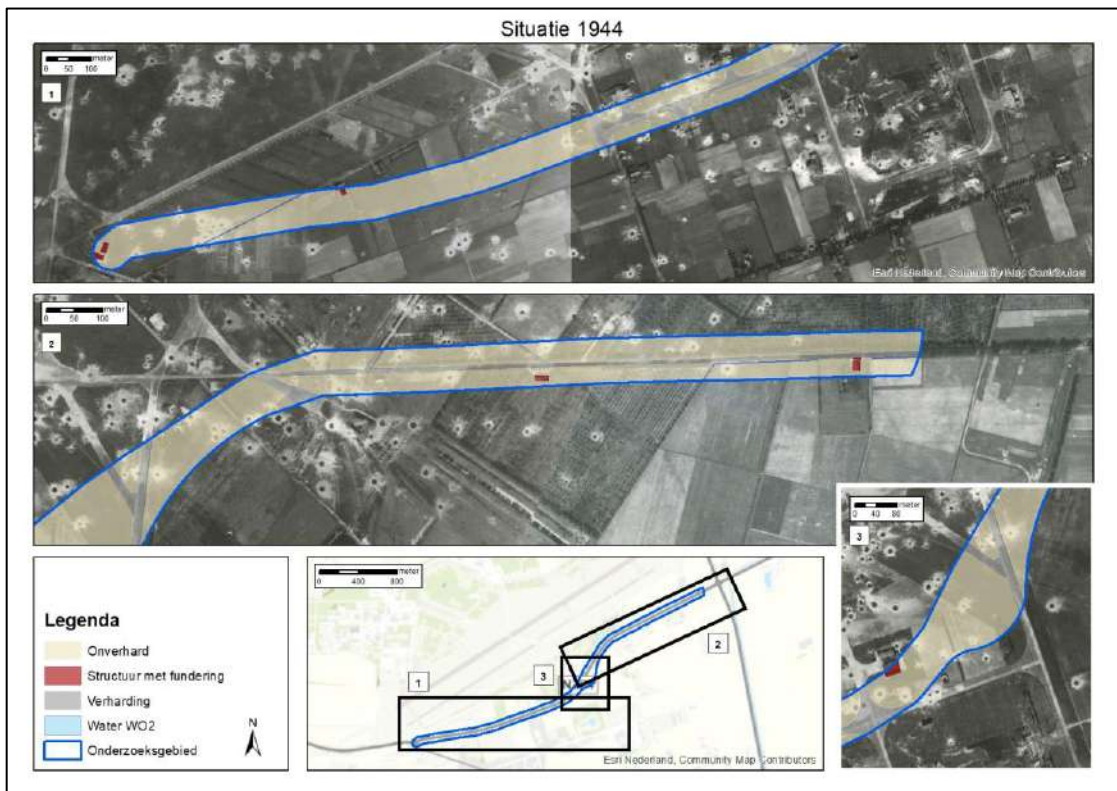 Situatie 1944
meter
0 50 100
1
Esri Nederland, Community Map Contributors
meter
0 50 100
2
meter
0 40 80
3
Legenda
Onverhard
Structuur met fundering
Verharding
Water WO2
Onderzoeksgebied
N
meter
0 400 800
1
3
2
N
Esri Nederland, Community Map Contributors